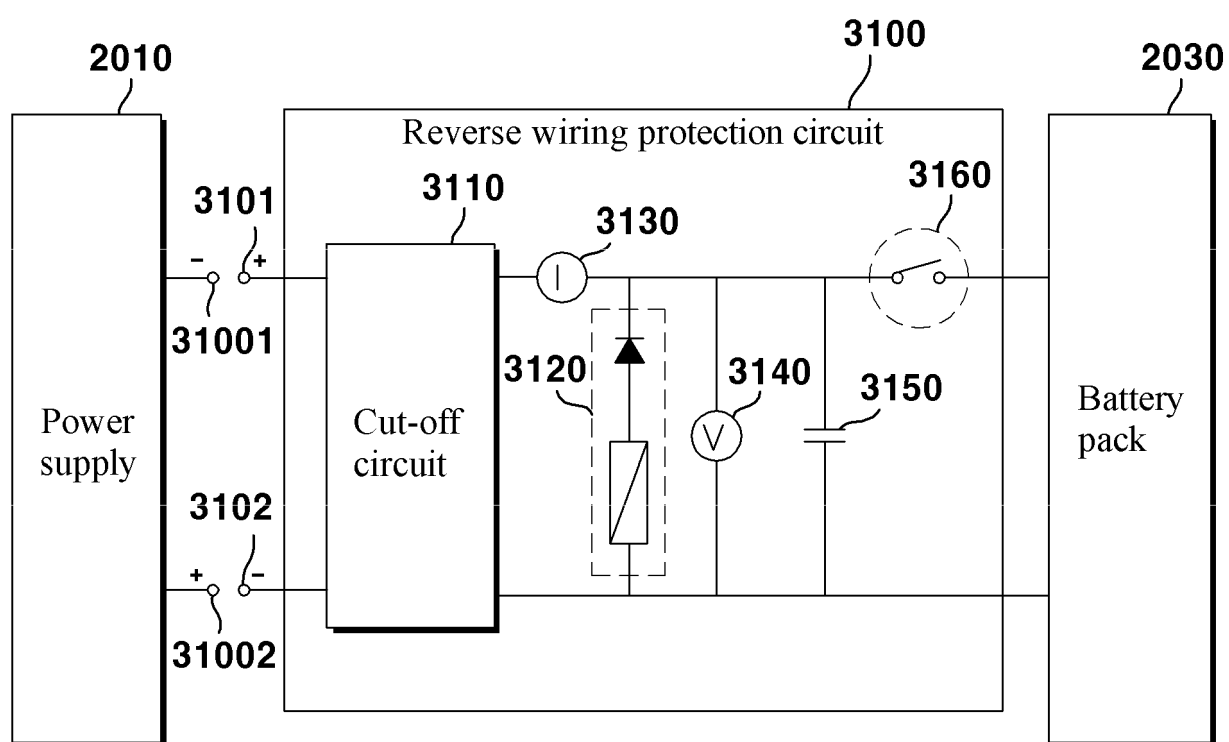 3100
2010
2030
Reverse wiring protection circuit
3110
3160
3101
3130
- +
I
31001
3120
3140
3150
Power
supply
Cut-off
circuit
V
Battery
pack
3102
+ -
31002